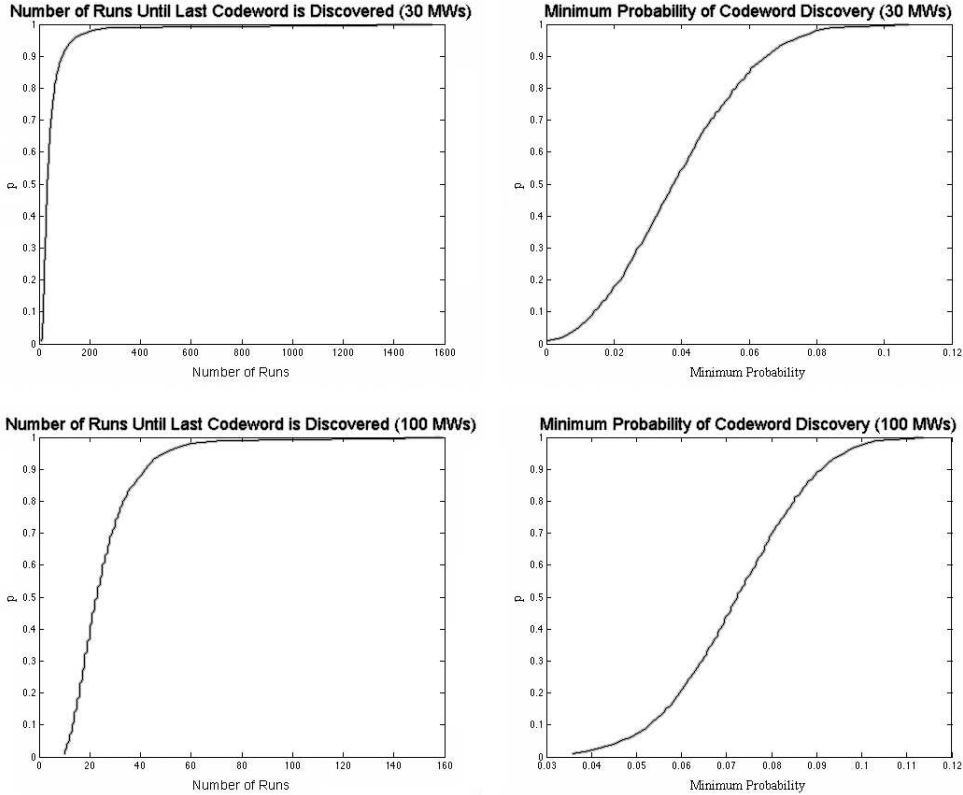 Number of Runs Until Last Codeword is Discovered (30 MWs)
1
0.9
0.8
0.7
0.6
0.5
0.4
0.3
0.2
0.1
0
p
0 200 400 600 800 1000 1200 1400 1600
Number of Runs
Minimum Probability of Codeword Discovery (30 MWs)
1
0.9
0.8
0.7
0.6
0.5
0.4
0.3
0.2
0.1
0
p
0 0.02 0.04 0.06 0.08 0.1 0.12
Minimum Probability
Number of Runs Until Last Codeword is Discovered (100 MWs)
1
0.9
0.8
0.7
0.6
0.5
0.4
0.3
0.2
0.1
0
p
0 20 40 60 80 100 120 140 160
Number of Runs
Minimum Probability of Codeword Discovery (100 MWs)
1
0.9
0.8
0.7
0.6
0.5
0.4
0.3
0.2
0.1
0
p
0.03 0.04 0.05 0.06 0.07 0.08 0.09 0.1 0.11 0.12
Minimum Probability